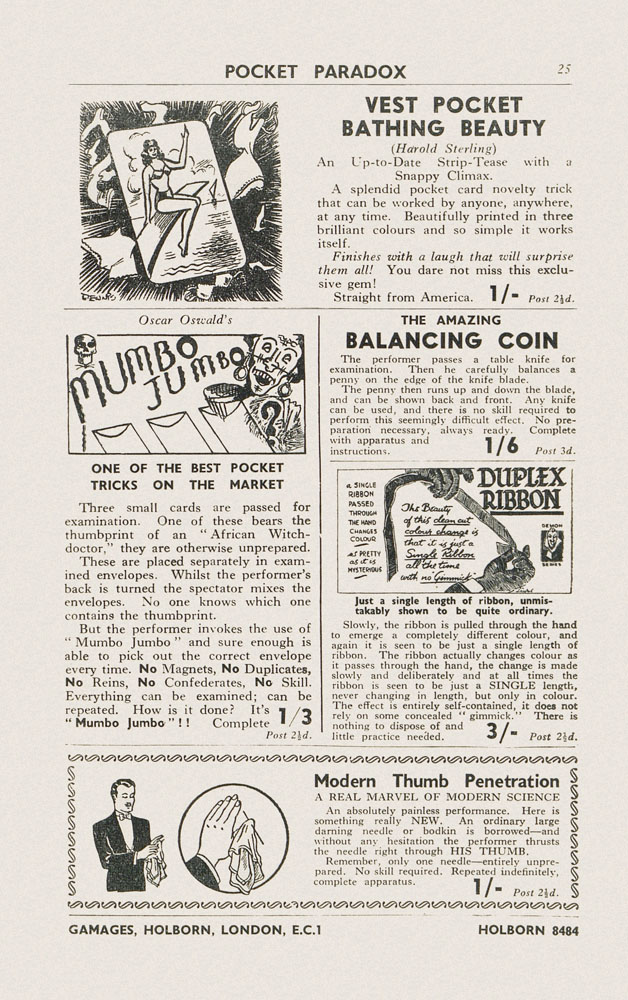 POCKET PARADOX
25
VEST POCKET
BATHING BEAUTY
(Harold Sterling)
An Up-to-Date Strip-Tease with a
Snappy Climax.
A splendid pocket card novelty trick
that can be worked by anyone, anywhere,
at any time. Beautifully printed in three
brilliant colours and so simple it works
itself.
Finishes with a laugh that will surprise
them all! You dare not miss this exclu-
sive gem!
Straight from America. 1/- Post 2½d.
DENNIS
Oscar Oswald's
MUMBO
JUMBO
?
ONE OF THE BEST POCKET
TRICKS ON THE MARKET
Three small cards are passed for
examination. One of these bears the
thumbprint of an "African Witch-
doctor," they are otherwise unprepared.
These are placed separately in exam-
ined envelopes. Whilst the performer's
back is turned the spectator mixes the
envelopes. No one knows which one
contains the thumbprint.
But the performer invokes the use of
"Mumbo Jumbo" and sure enough is
able to pick out the correct envelope
every time. No Magnets, No Duplicates,
No Reins, No Confederates, No Skill.
Everything can be examined; can be
repeated. How is it done? It's
"Mumbo Jumbo"!! Complete 1/3
Post 2½d.
THE AMAZING
BALANCING COIN
The performer passes a table knife for
examination. Then he carefully balances a
penny on the edge of the knife blade.
The penny then runs up and down the blade,
and can be shown back and front. Any knife
can be used, and there is no skill required to
perform this seemingly difficult effect. No pre-
paration necessary, always ready. Complete
with apparatus and
instructions. 1/6 Post 3d.
DUPLEX
RIBBON
A SINGLE
RIBBON
PASSED
THROUGH
THE HAND
CHANGES
COLOUR
AS PRETTY
AS IT IS
MYSTERIOUS
The Beauty
of this clean cut
colour change is
that it is just a
Single Ribbon
all the time
with no 'Gimmick'
DEMON
SERIES
Just a single length of ribbon, unmis-
takably shown to be quite ordinary.
Slowly, the ribbon is pulled through the hand
to emerge a completely different colour, and
again it is seen to be just a single length of
ribbon. The ribbon actually changes colour as
it passes through the hand, the change is made
slowly and deliberately and at all times the
ribbon is seen to be just a SINGLE length,
never changing in length, but only in colour.
The effect is entirely self-contained, it does not
rely on some concealed "gimmick." There is
nothing to dispose of and
little practice needed. 3/- Post 2½d.
Modern Thumb Penetration
A REAL MARVEL OF MODERN SCIENCE
An absolutely painless performance. Here is
something really NEW. An ordinary large
darning needle or bodkin is borrowed—and
without any hesitation the performer thrusts
the needle right through HIS THUMB.
Remember, only one needle—entirely unpre-
pared. No skill required. Repeated indefinitely,
complete apparatus. 1/- Post 2½d.
GAMAGES, HOLBORN, LONDON, E.C.1
HOLBORN 8484